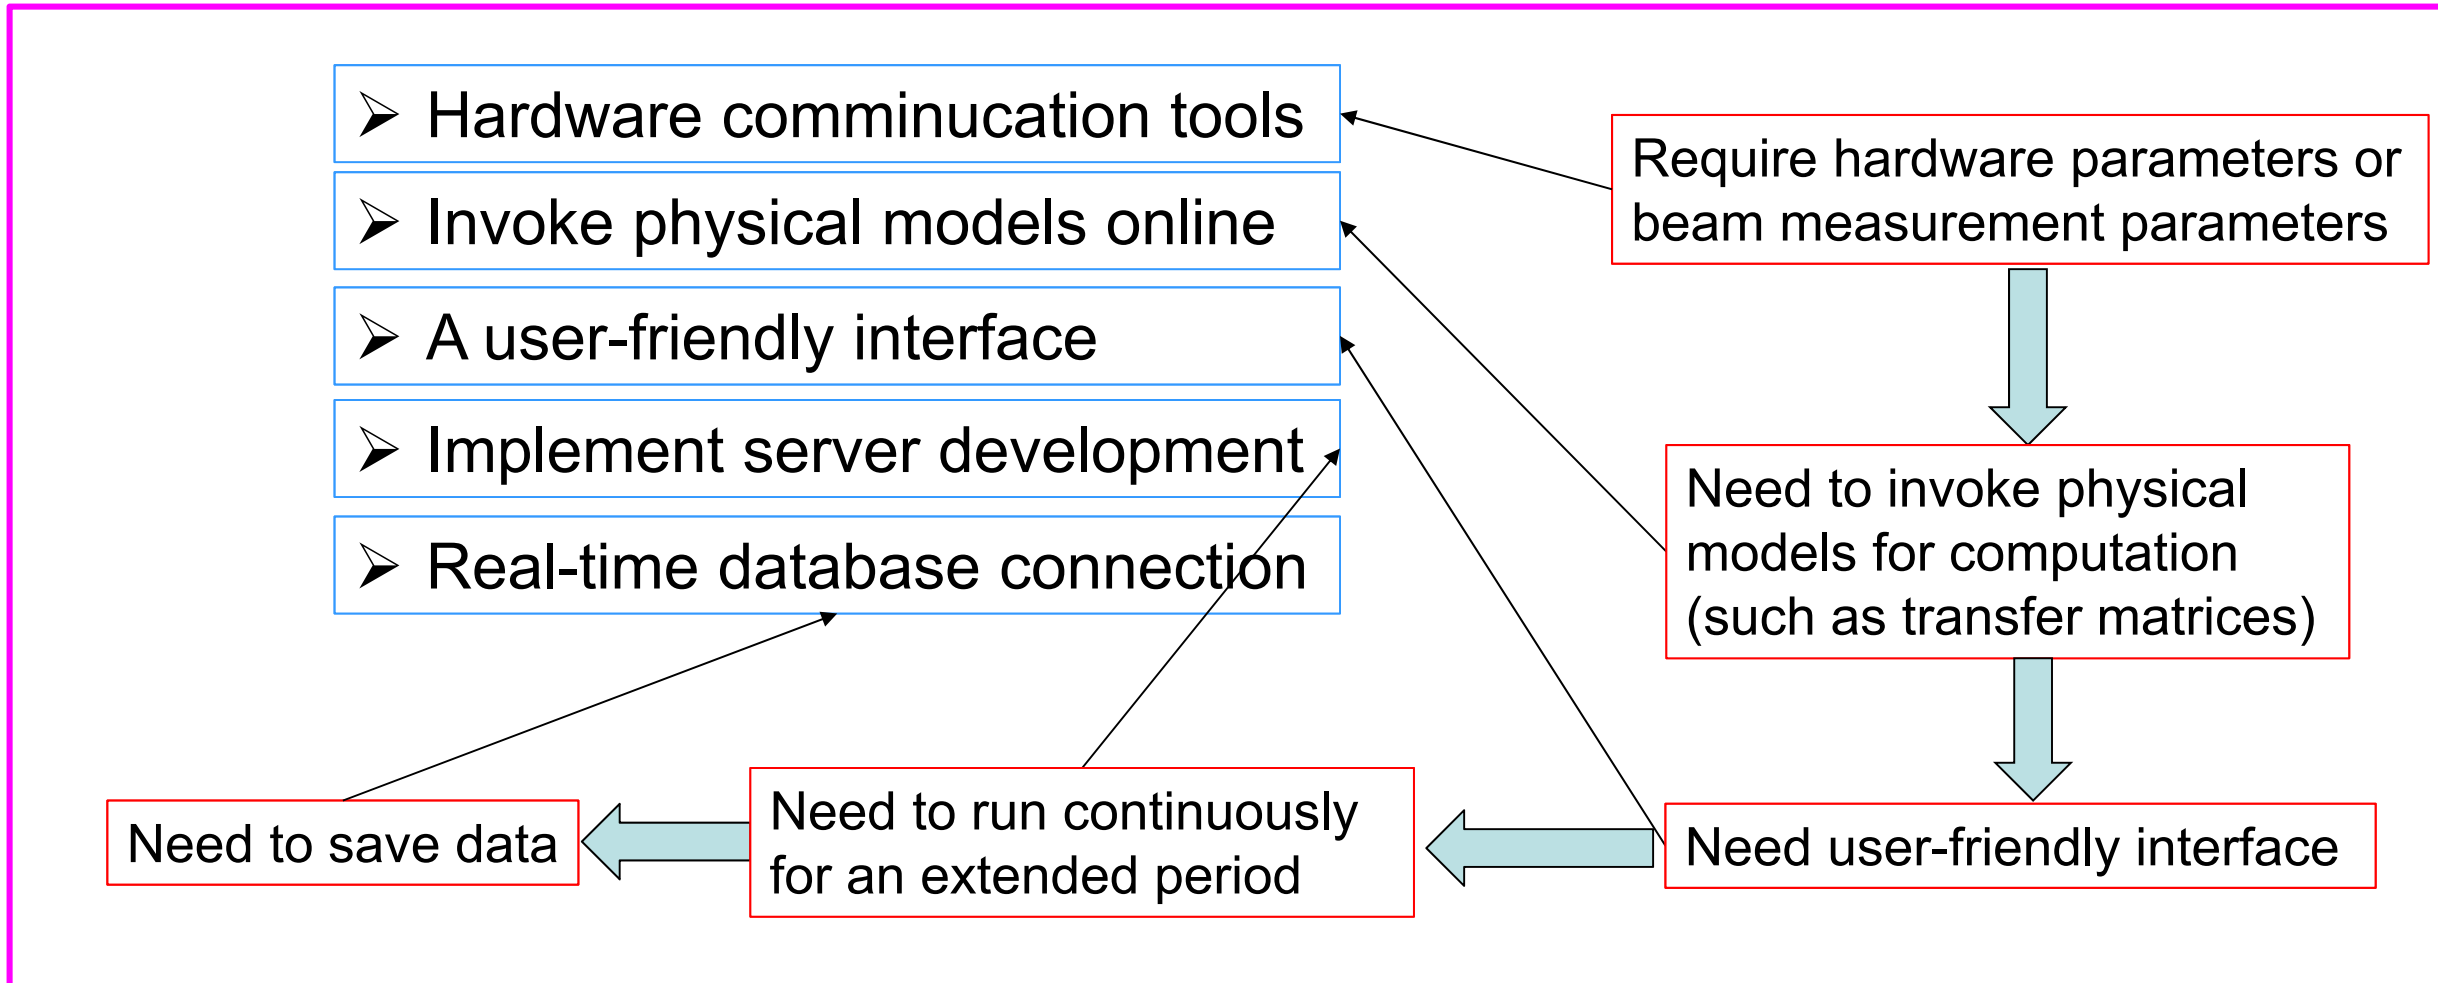 ➢ Hardware comminucation tools
➢ Invoke physical models online
➢ A user-friendly interface
➢ Implement server development
➢ Real-time database connection
Require hardware parameters or
beam measurement parameters
Need to invoke physical
models for computation
(such as transfer matrices)
Need user-friendly interface
Need to run continuously
for an extended period
Need to save data